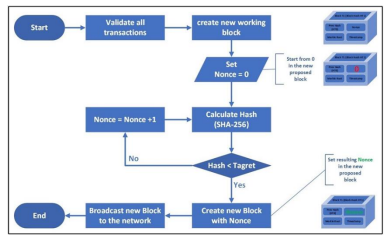 Start
Validate all
transactions
create new working
block
Set
Nonce = 0
Start from 0
in the new
proposed
block
Nonce = Nonce +1
Calculate Hash
(SHA-256)
No
Hash < Tagret
Yes
Set resulting Nonce
in the new
proposed
block
End
Broadcast new Block
to the network
Create new Block
with Nonce